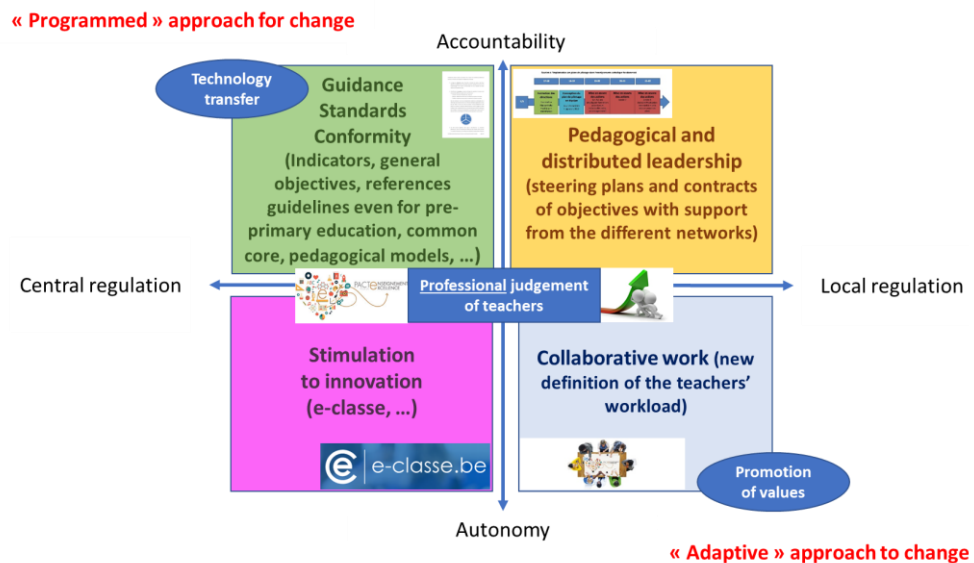 « Programmed » approach for change
Accountability
Technology
transfer
Guidance
Standards
Conformity
(Indicators, general
objectives, references
guidelines even for pre-
primary education, common
core, pedagogical models, …)
Pedagogical and
distributed leadership
(steering plans and contracts
of objectives with support
from the different networks)
Central regulation
PACTE
Professional judgement
of teachers
Local regulation
Stimulation
to innovation
(e-classe, …)
e-classe.be
Collaborative work (new
definition of the teachers’
workload)
Promotion
of values
Autonomy
« Adaptive » approach to change